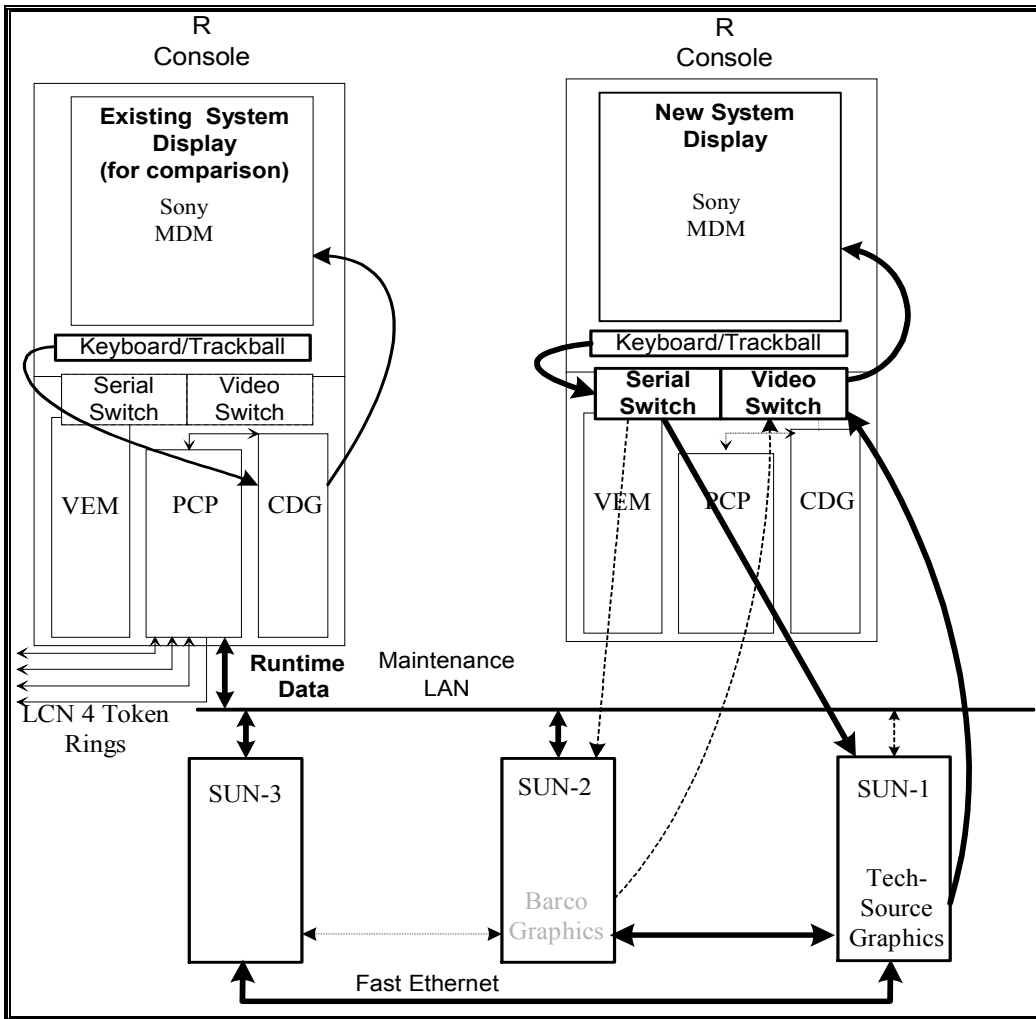 R
Console
Existing System
Display
(for comparison)
Sony
MDM
Keyboard/Trackball
Serial
Switch
Video
Switch
VEM
PCP
CDG
R
Console
New System
Display
Sony
MDM
Keyboard/Trackball
Serial
Switch
Video
Switch
VEM
PCP
CDG
Runtime
Data
Maintenance
LAN
LCN 4 Token
Rings
SUN-3
SUN-2
Barco
Graphics
SUN-1
Tech-
Source
Graphics
Fast Ethernet